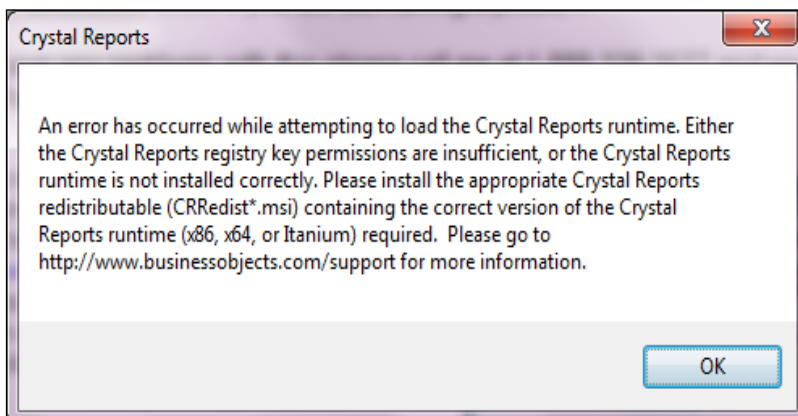 Crystal Reports
An error has occurred while attempting to load the Crystal Reports runtime. Either
the Crystal Reports registry key permissions are insufficient, or the Crystal Reports
runtime is not installed correctly. Please install the appropriate Crystal Reports
redistributable (CRRedist*.msi) containing the correct version of the Crystal
Reports runtime (x86, x64, or Itanium) required.  Please go to
http://www.businessobjects.com/support for more information.
OK